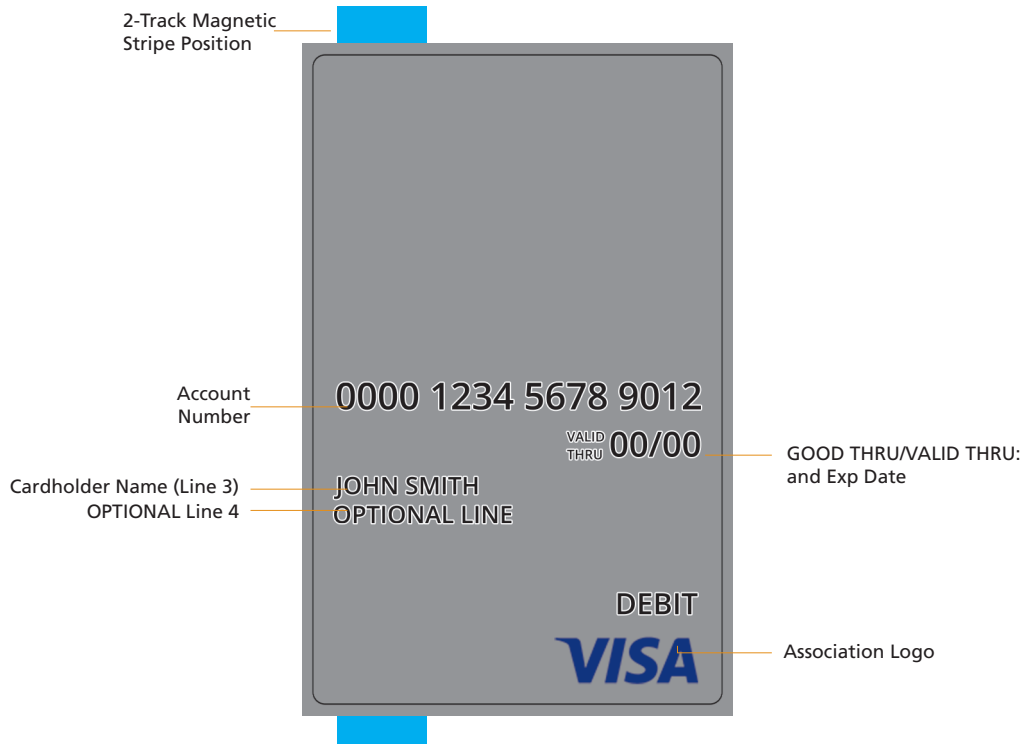 2-Track Magnetic
Stripe Position
Account
Number
0000 1234 5678 9012
VALID
THRU 00/00
GOOD THRU/VALID THRU:
and Exp Date
Cardholder Name (Line 3)
JOHN SMITH
OPTIONAL Line 4
OPTIONAL LINE
DEBIT
VISA
Association Logo